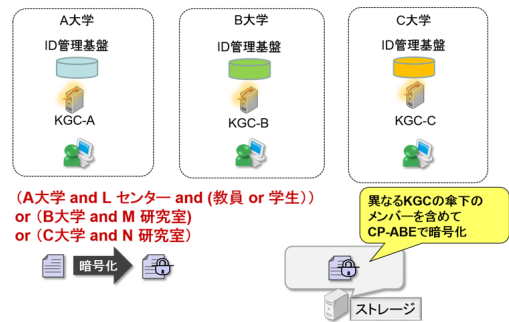 A大学
ID管理基盤
KGC-A
B大学
ID管理基盤
KGC-B
C大学
ID管理基盤
KGC-C
（A大学 and L センター and (教員 or 学生)）
or （B大学 and M 研究室)
or （C大学 and N 研究室）
暗号化
異なるKGCの傘下の
メンバーを含めて
CP-ABEで暗号化
ストレージ